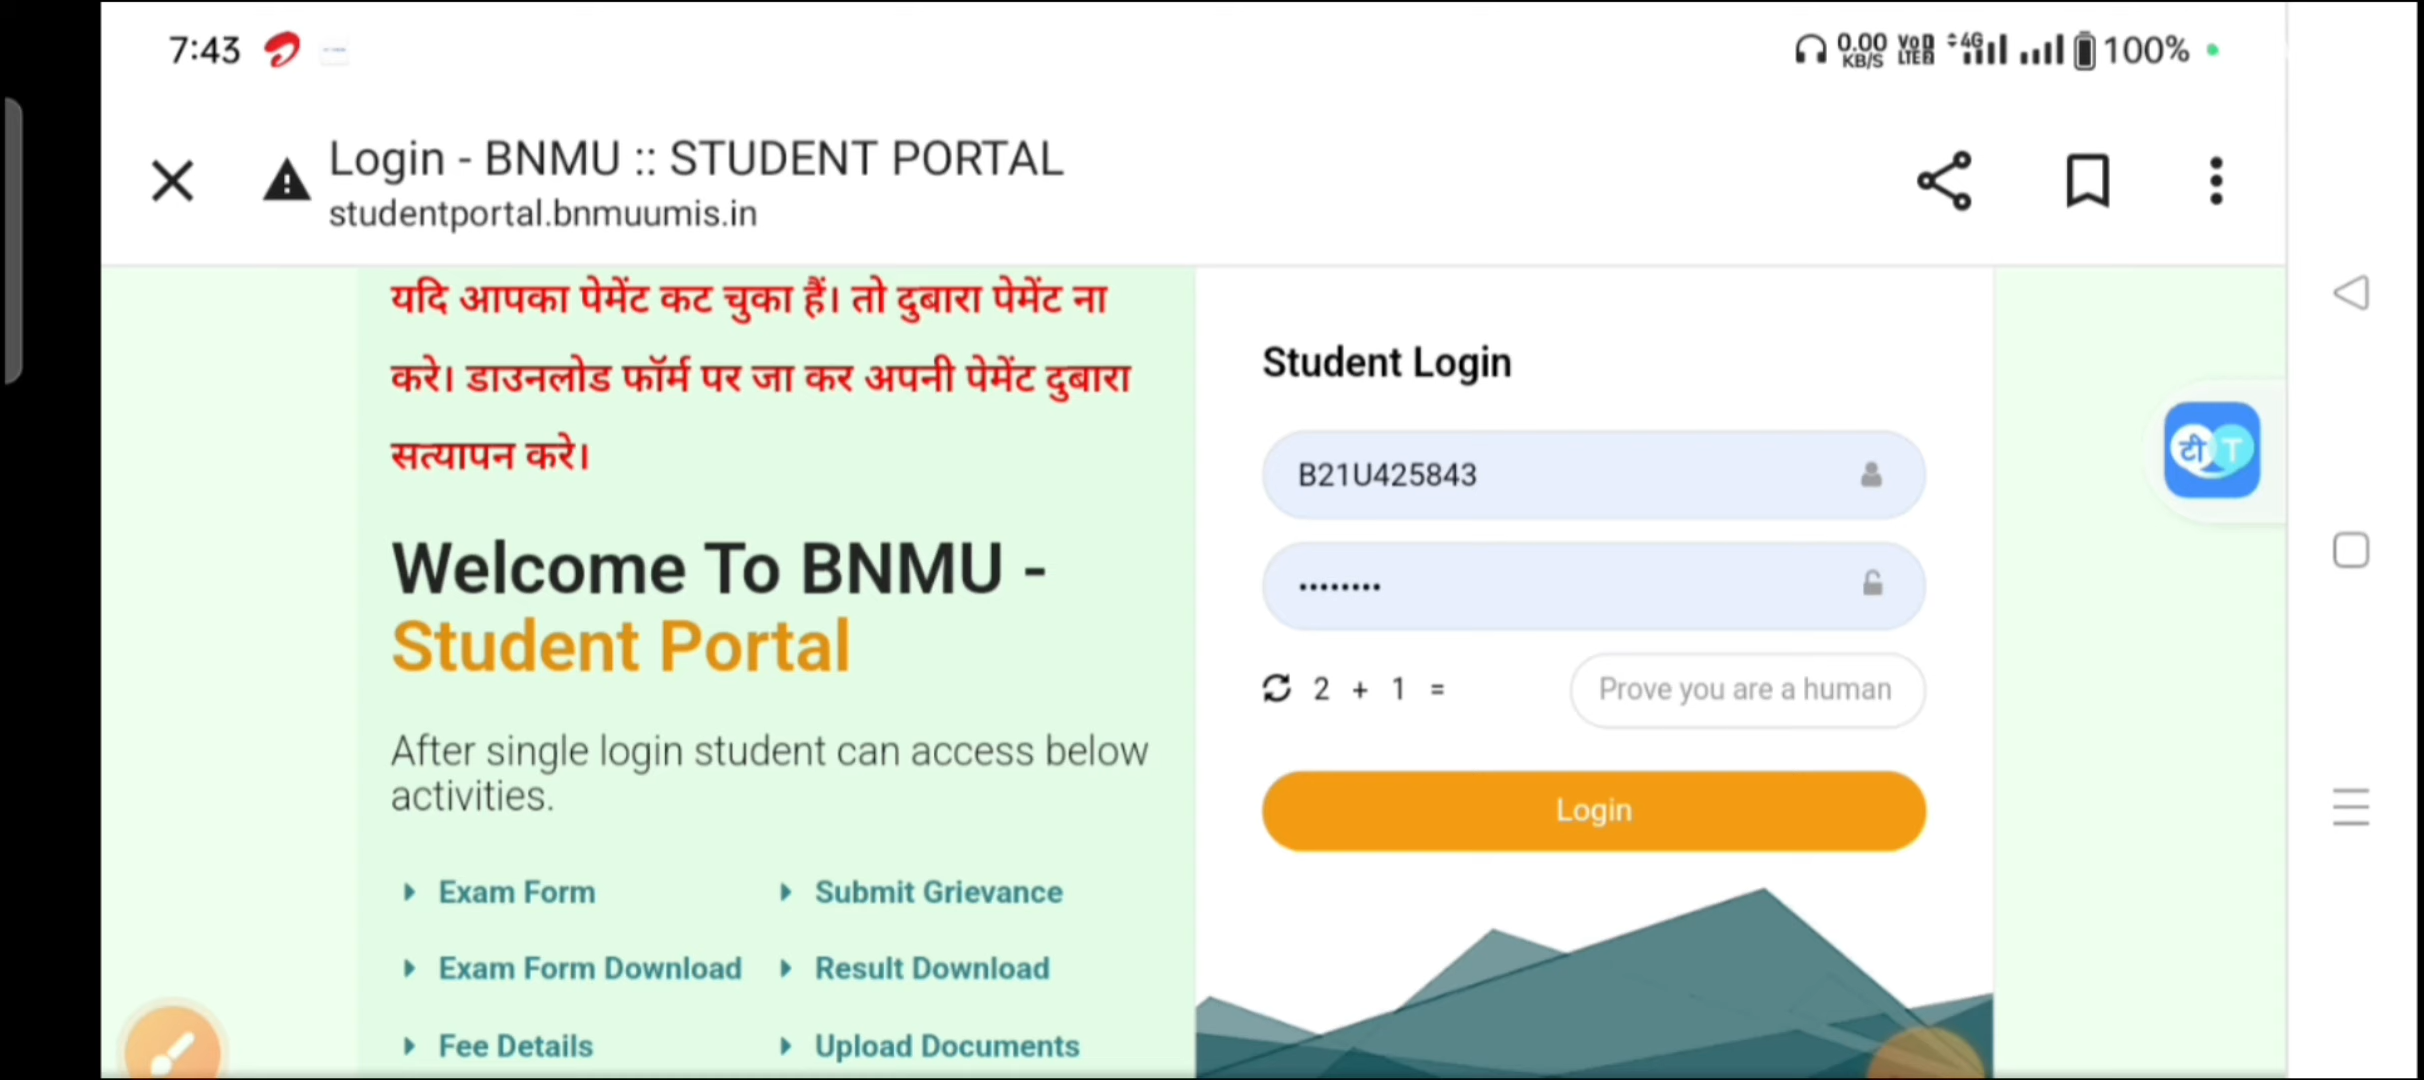 7:43
0.00 KB/S Vo LTE 4G 100%
Login - BNMU :: STUDENT PORTAL
studentportal.bnmuumis.in
यदि आपका पेमेंट कट चुका हैं। तो दुबारा पेमेंट ना
करे। डाउनलोड फॉर्म पर जा कर अपनी पेमेंट दुबारा
सत्यापन करे।
Welcome To BNMU -
Student Portal
After single login student can access below
activities.
Exam Form
Submit Grievance
Exam Form Download
Result Download
Fee Details
Upload Documents
Student Login
B21U425843
••••••••
2 + 1 =
Prove you are a human
Login
टी T